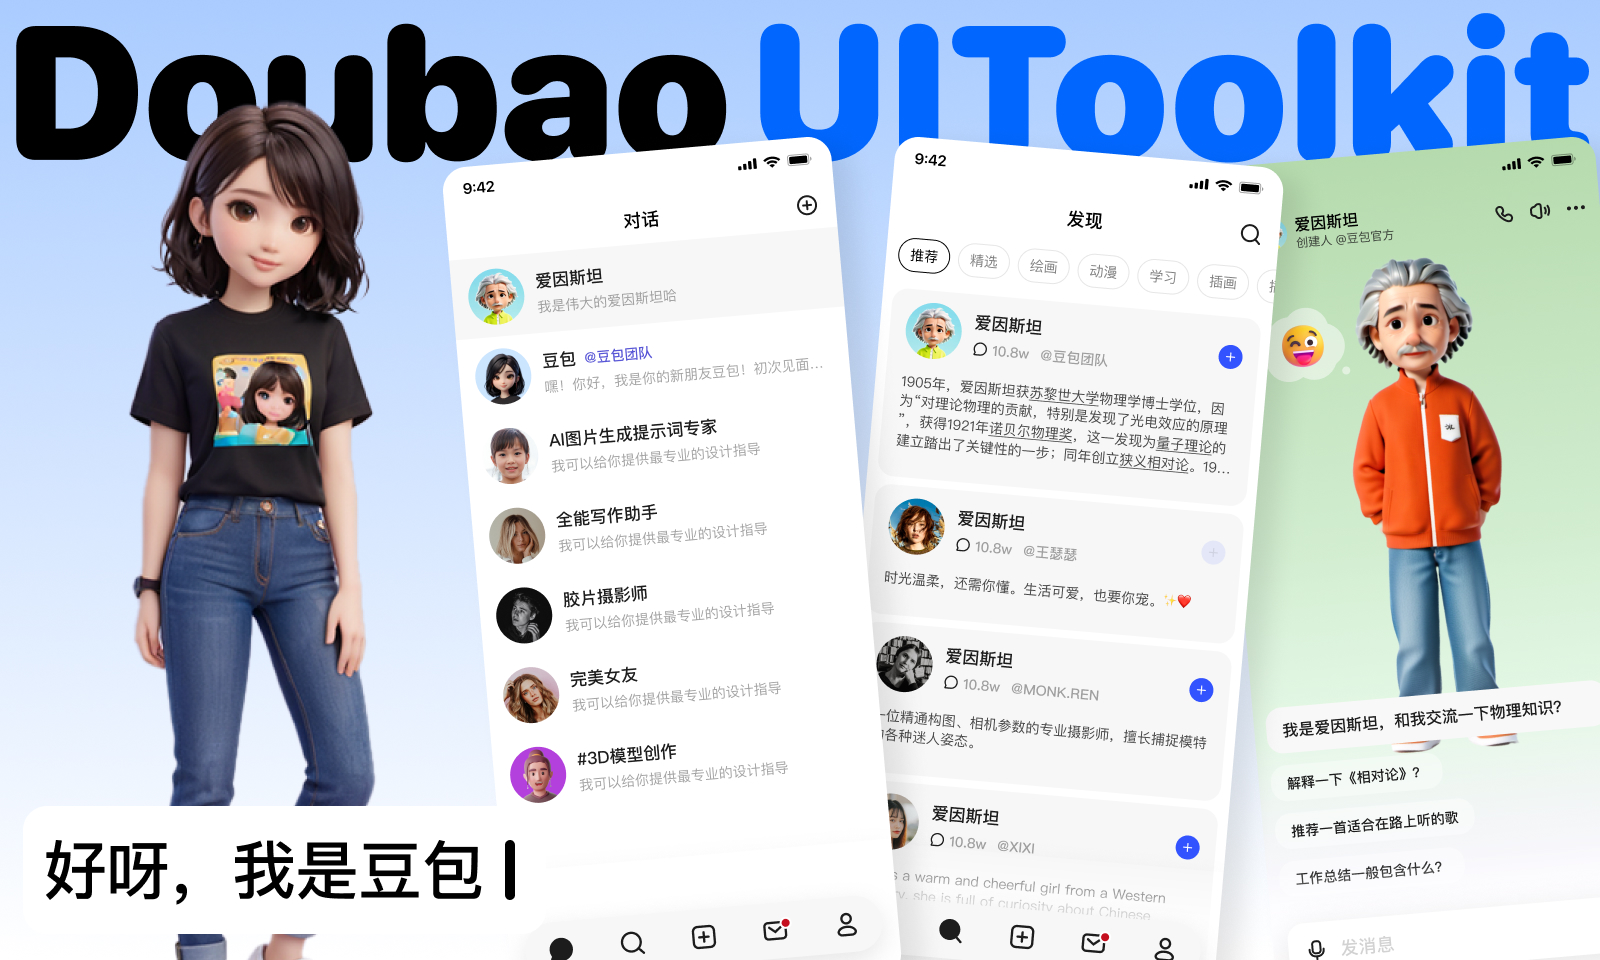 Doubao UIToolkit
好呀，我是豆包
9:42
对话
爱因斯坦
我是伟大的爱因斯坦哈
豆包 @豆包团队
嘿！你好，我是你的新朋友豆包！初次见面...
AI图片生成提示词专家
我可以给你提供最专业的设计指导
全能写作助手
我可以给你提供最专业的设计指导
胶片摄影师
我可以给你提供最专业的设计指导
完美女友
我可以给你提供最专业的设计指导
#3D模型创作
我可以给你提供最专业的设计指导
9:42
发现
推荐 精选 绘画 动漫 学习 插画
爱因斯坦
10.8w @豆包团队
1905年，爱因斯坦获苏黎世大学物理学博士学位，因
为“对理论物理的贡献，特别是发现了光电效应的原理
”，获得1921年诺贝尔物理奖，这一发现为量子理论的
建立踏出了关键性的一步；同年创立狭义相对论。19...
爱因斯坦
10.8w @王瑟瑟
时光温柔，还需你懂。生活可爱，也要你宠。✨❤️
爱因斯坦
10.8w @MONK.REN
一位精通构图、相机参数的专业摄影师，擅长捕捉模特
的各种迷人姿态。
爱因斯坦
10.8w @XIXI
s a warm and cheerful girl from a Western
ry, she is full of curiosity about Chinese
爱因斯坦
创建人 @豆包官方
我是爱因斯坦，和我交流一下物理知识？
解释一下《相对论》？
推荐一首适合在路上听的歌
工作总结一般包含什么？
发消息